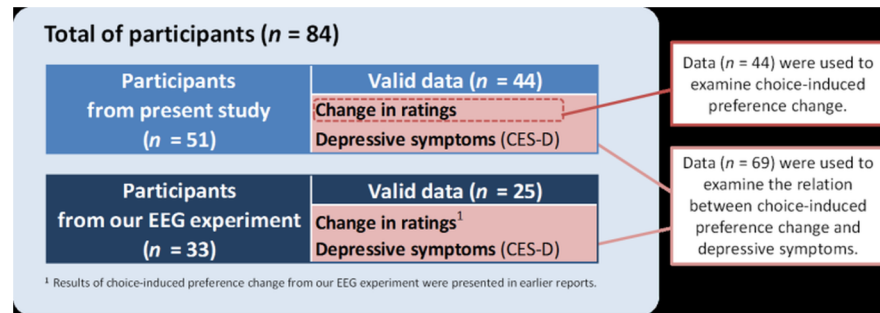 Total of participants (n = 84)
Participants
from present study
(n = 51)
Valid data (n = 44)
Change in ratings
Depressive symptoms (CES-D)
Participants
from our EEG experiment
(n = 33)
Valid data (n = 25)
Change in ratings1
Depressive symptoms (CES-D)
1 Results of choice-induced preference change from our EEG experiment were presented in earlier reports.
Data (n = 44) were used to
examine choice-induced
preference change.
Data (n = 69) were used to
examine the relation
between choice-induced
preference change and
depressive symptoms.